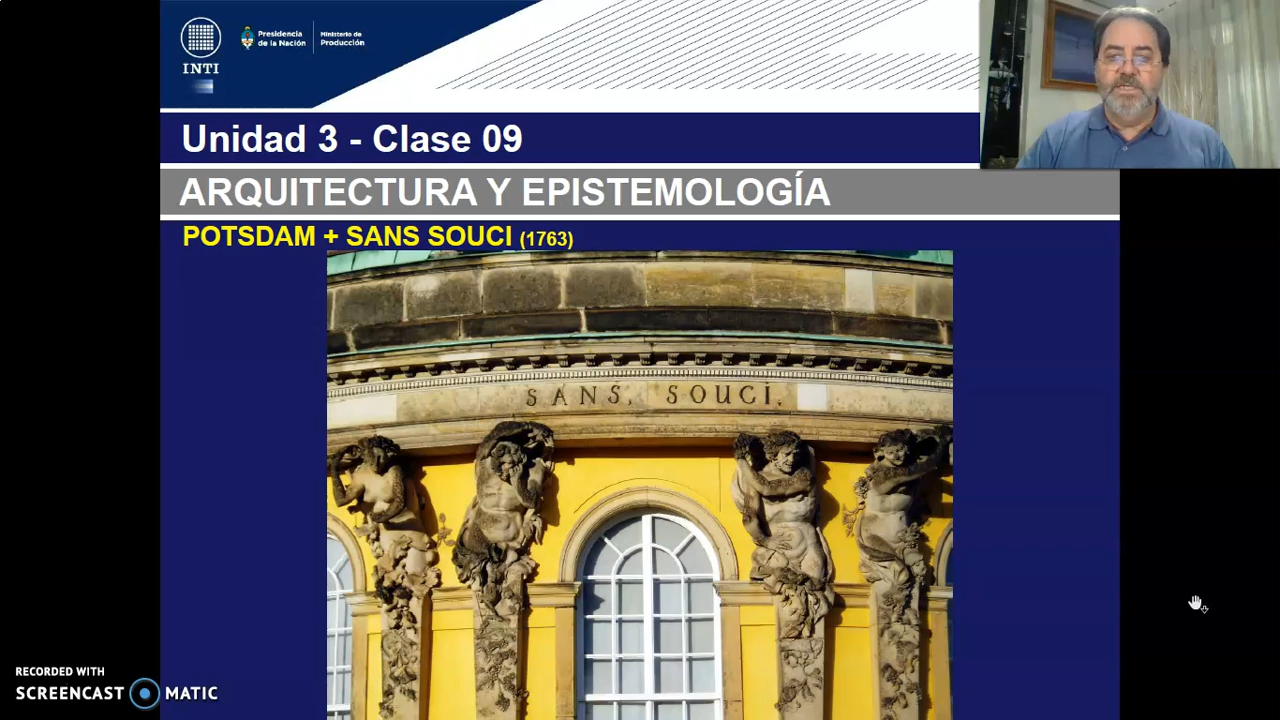 INTI
Presidencia
de la Nación
Ministerio de
Producción
Unidad 3 - Clase 09
ARQUITECTURA Y EPISTEMOLOGÍA
POTSDAM + SANS SOUCI (1763)
SANS, SOUCI.
RECORDED WITH
SCREENCAST MATIC